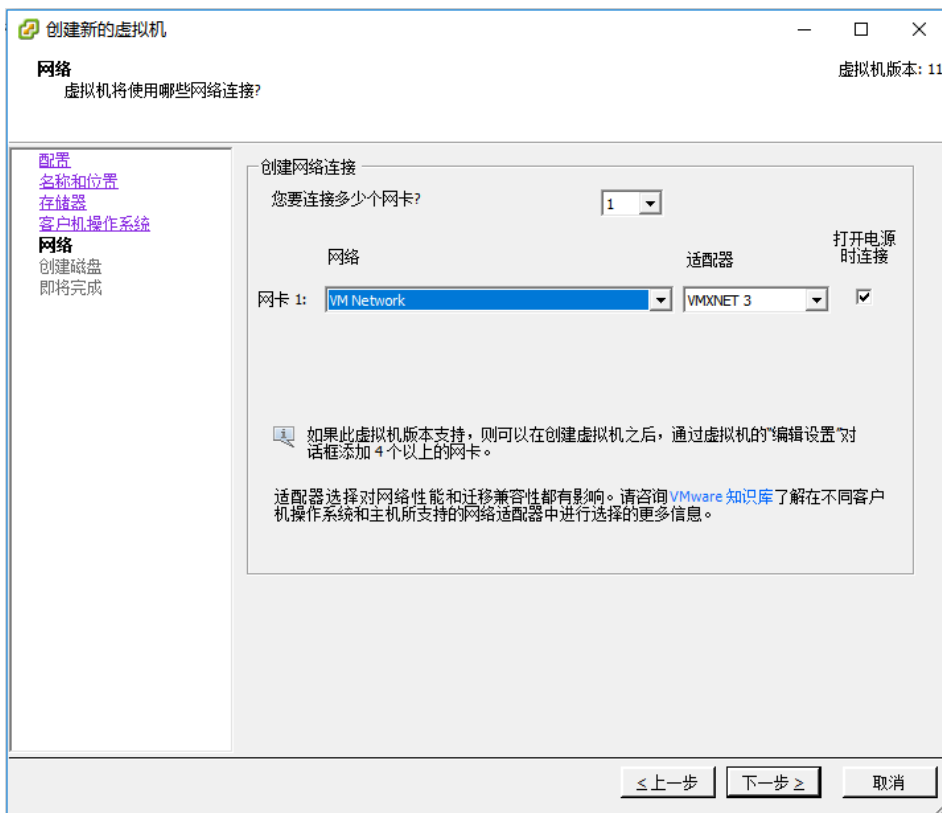 创建新的虚拟机
网络
虚拟机将使用哪些网络连接?
虚拟机版本: 11
配置
名称和位置
存储器
客户机操作系统
网络
创建磁盘
即将完成
创建网络连接
您要连接多少个网卡?
1
网络
适配器
打开电源
时连接
网卡 1:
VM Network
VMXNET 3
如果此虚拟机版本支持，则可以在创建虚拟机之后，通过虚拟机的"编辑设置"对
话框添加 4 个以上的网卡。
适配器选择对网络性能和迁移兼容性都有影响。请咨询VMware 知识库了解在不同客户
机操作系统和主机所支持的网络适配器中进行选择的更多信息。
≤上一步
下一步 ≥
取消